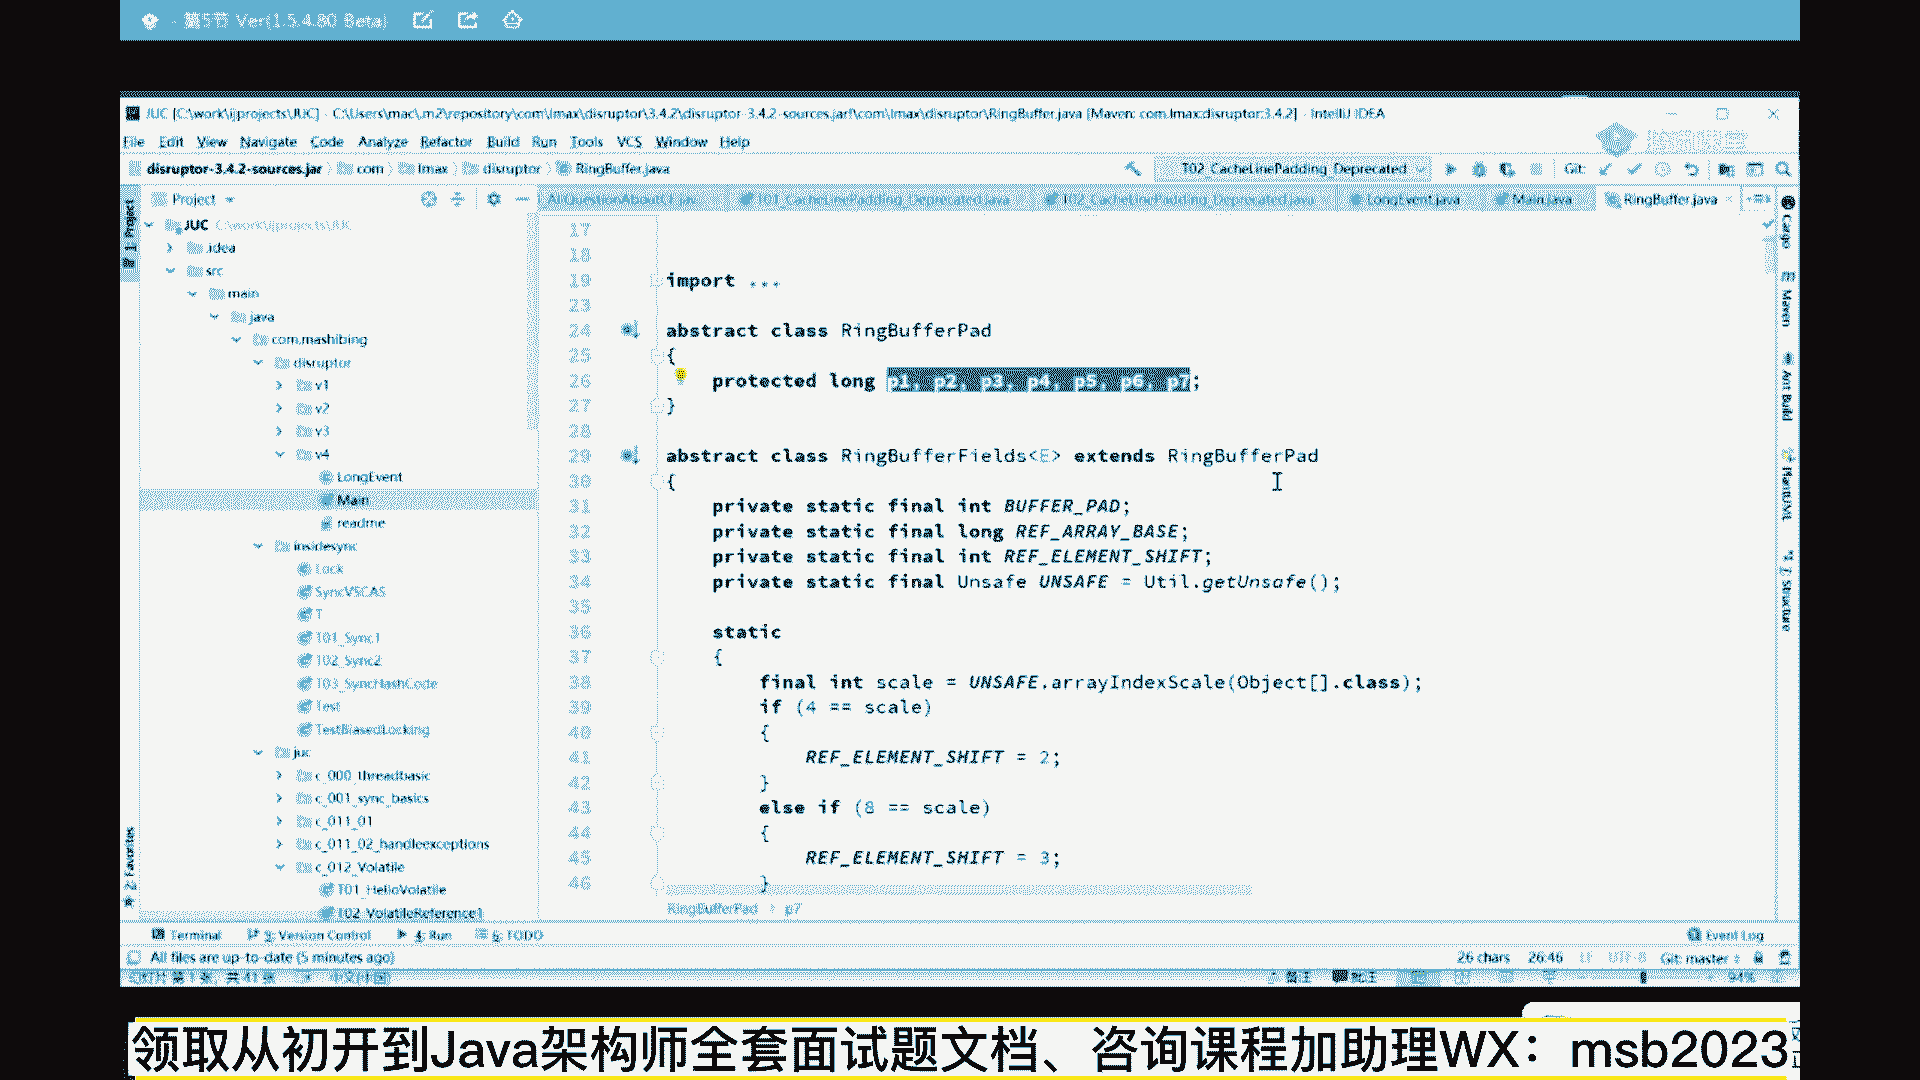 - 第5节 Ver(1.5.4.80 Beta)
JUC [C:\work\ijprojects\JUC] - C:\Users\mac\.m2\repository\com\lmax\disruptor\3.4.2\disruptor-3.4.2-sources.jar!\com\lmax\disruptor\RingBuffer.java [Maven: com.lmax:disruptor:3.4.2] - IntelliJ IDEA
File Edit View Navigate Code Analyze Refactor Build Run Tools VCS Window Help
disruptor-3.4.2-sources.jar com lmax disruptor RingBuffer.java
T02_CacheLinePadding_Deprecated
Git:
Project
T01_CacheLinePadding_Deprecated.java
T02_CacheLinePadding_Deprecated.java
LongEvent.java
Main.java
RingBuffer.java
1: Project
JUC C:\work\ijprojects\JUC
.idea
src
main
java
com.mashibing
disruptor
v1
v2
v3
v4
LongEvent
Main
readme
insidesync
Lock
SyncVSCAS
T
T01_Sync1
T02_Sync2
T03_SyncHashCode
Test
TestBiasedLocking
juc
c_000_threadbasic
c_001_sync_basics
c_011_01
c_011_02_handleexceptions
c_012_Volatile
T01_HelloVolatile
T02_VolatileReference1
2: Favorites
17
18
19 import ...
23
24 abstract class RingBufferPad
25 {
26 protected long p1, p2, p3, p4, p5, p6, p7;
27 }
28
29 abstract class RingBufferFields<E> extends RingBufferPad
30 {
31 private static final int BUFFER_PAD;
32 private static final long REF_ARRAY_BASE;
33 private static final int REF_ELEMENT_SHIFT;
34 private static final Unsafe UNSAFE = Util.getUnsafe();
35
36 static
37 {
38 final int scale = UNSAFE.arrayIndexScale(Object[].class);
39 if (4 == scale)
40 {
41 REF_ELEMENT_SHIFT = 2;
42 }
43 else if (8 == scale)
44 {
45 REF_ELEMENT_SHIFT = 3;
46 }
RingBufferPad › p7
Cargo
Maven
Ant Build
PlantUML
7: Structure
Terminal 9: Version Control 4: Run 6: TODO
Event Log
All files are up-to-date (5 minutes ago)
26 chars 26:46 LF UTF-8 Git: master
94%
领取从初开到Java架构师全套面试题文档、咨询课程加助理WX：msb2023